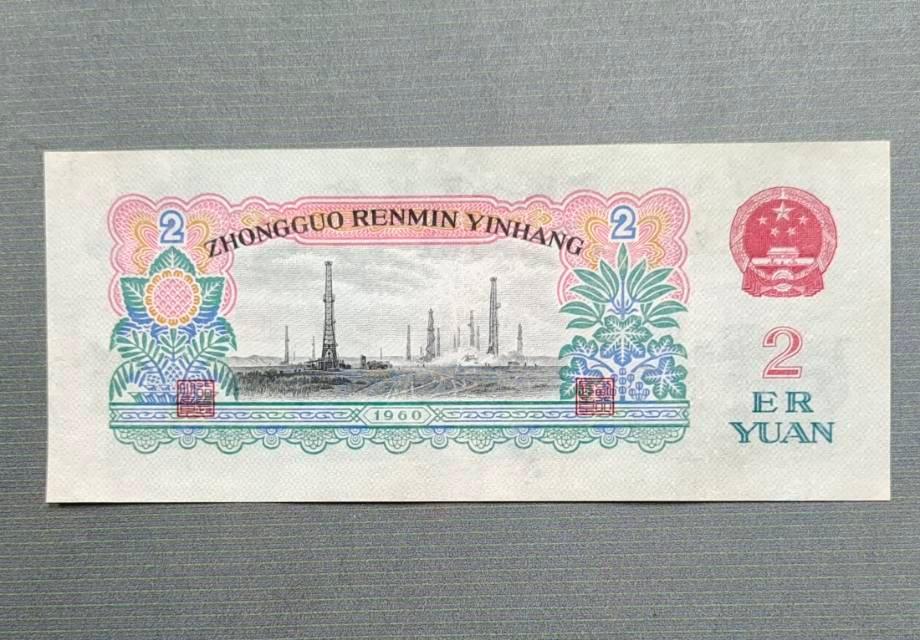 2
ZHONGGUO RENMIN YINHANG
2
1960
2
ER
YUAN